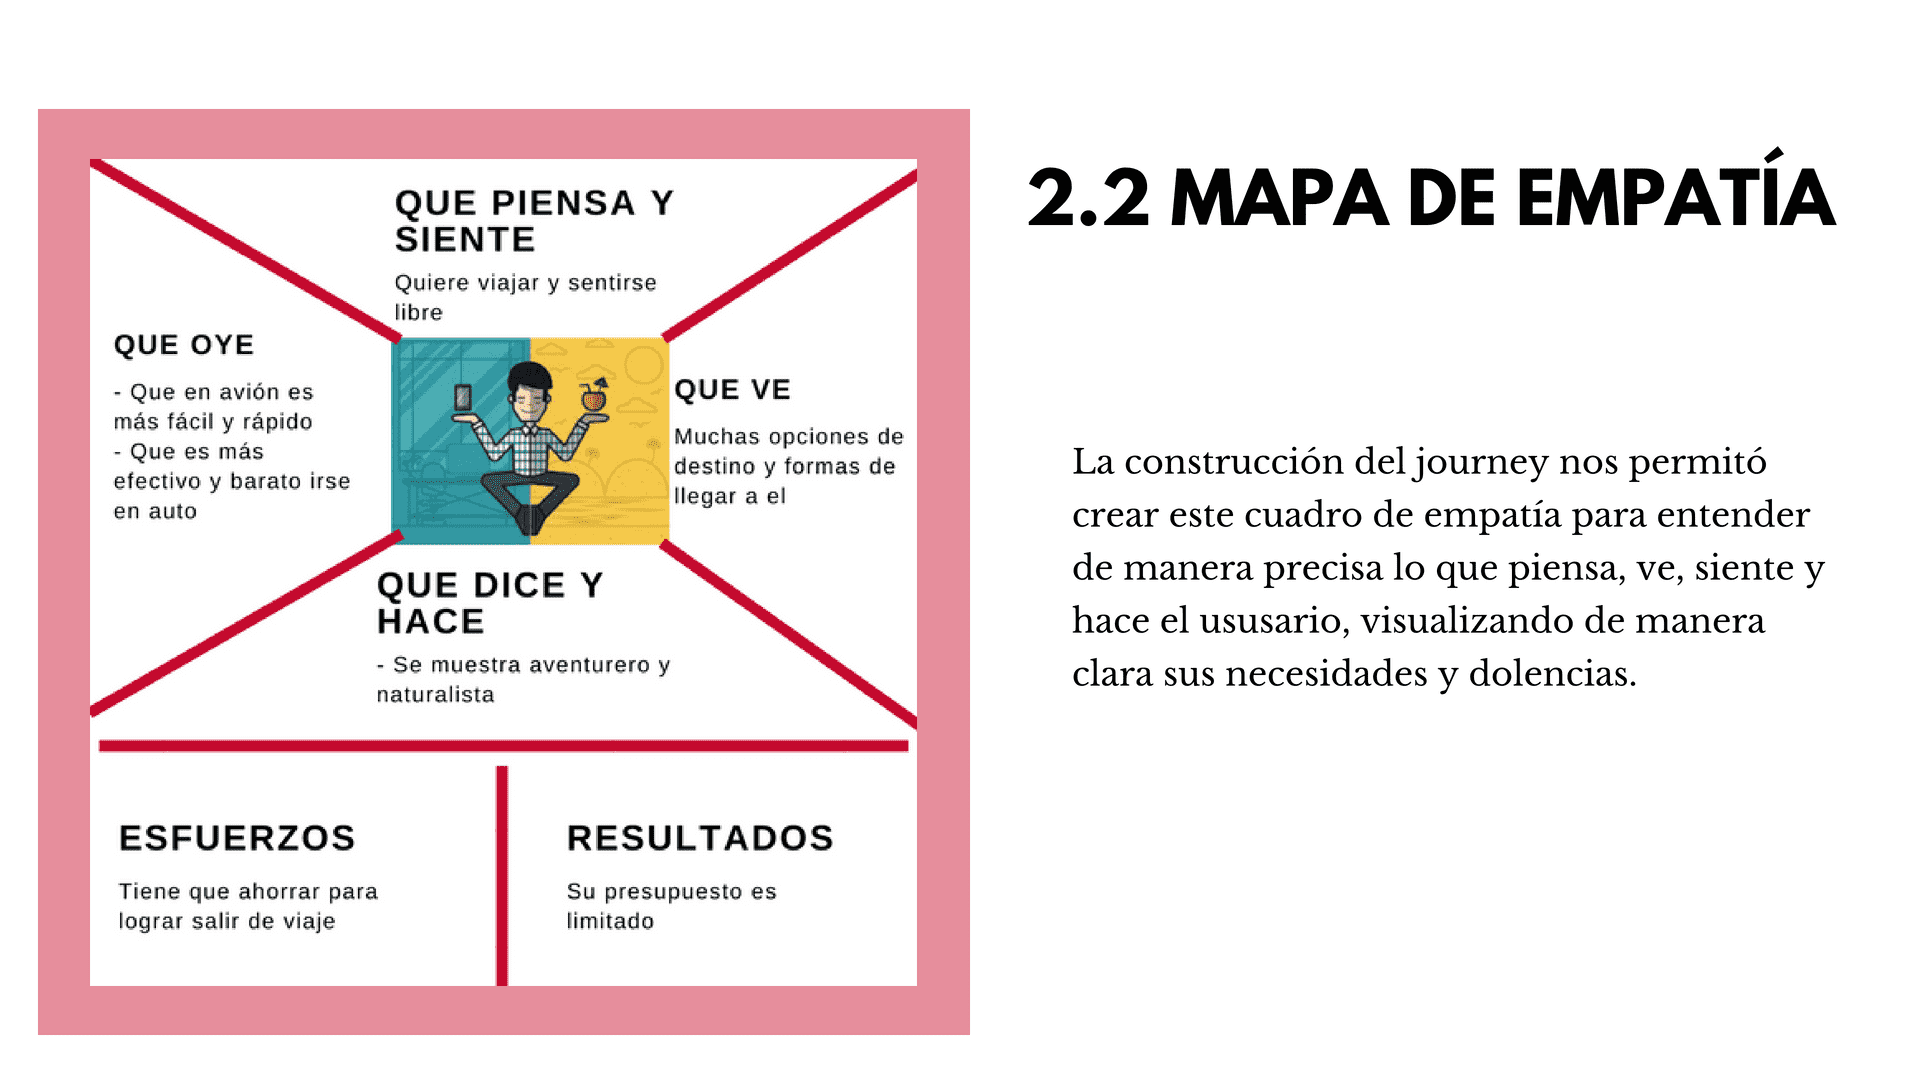 2.2 MAPA DE EMPATÍA
QUE PIENSA Y
SIENTE
Quiere viajar y sentirse
libre
QUE OYE
- Que en avión es
más fácil y rápido
- Que es más
efectivo y barato irse
en auto
QUE VE
Muchas opciones de
destino y formas de
llegar a el
QUE DICE Y
HACE
- Se muestra aventurero y
naturalista
ESFUERZOS
Tiene que ahorrar para
lograr salir de viaje
RESULTADOS
Su presupuesto es
limitado
La construcción del journey nos permitó
crear este cuadro de empatía para entender
de manera precisa lo que piensa, ve, siente y
hace el ususario, visualizando de manera
clara sus necesidades y dolencias.